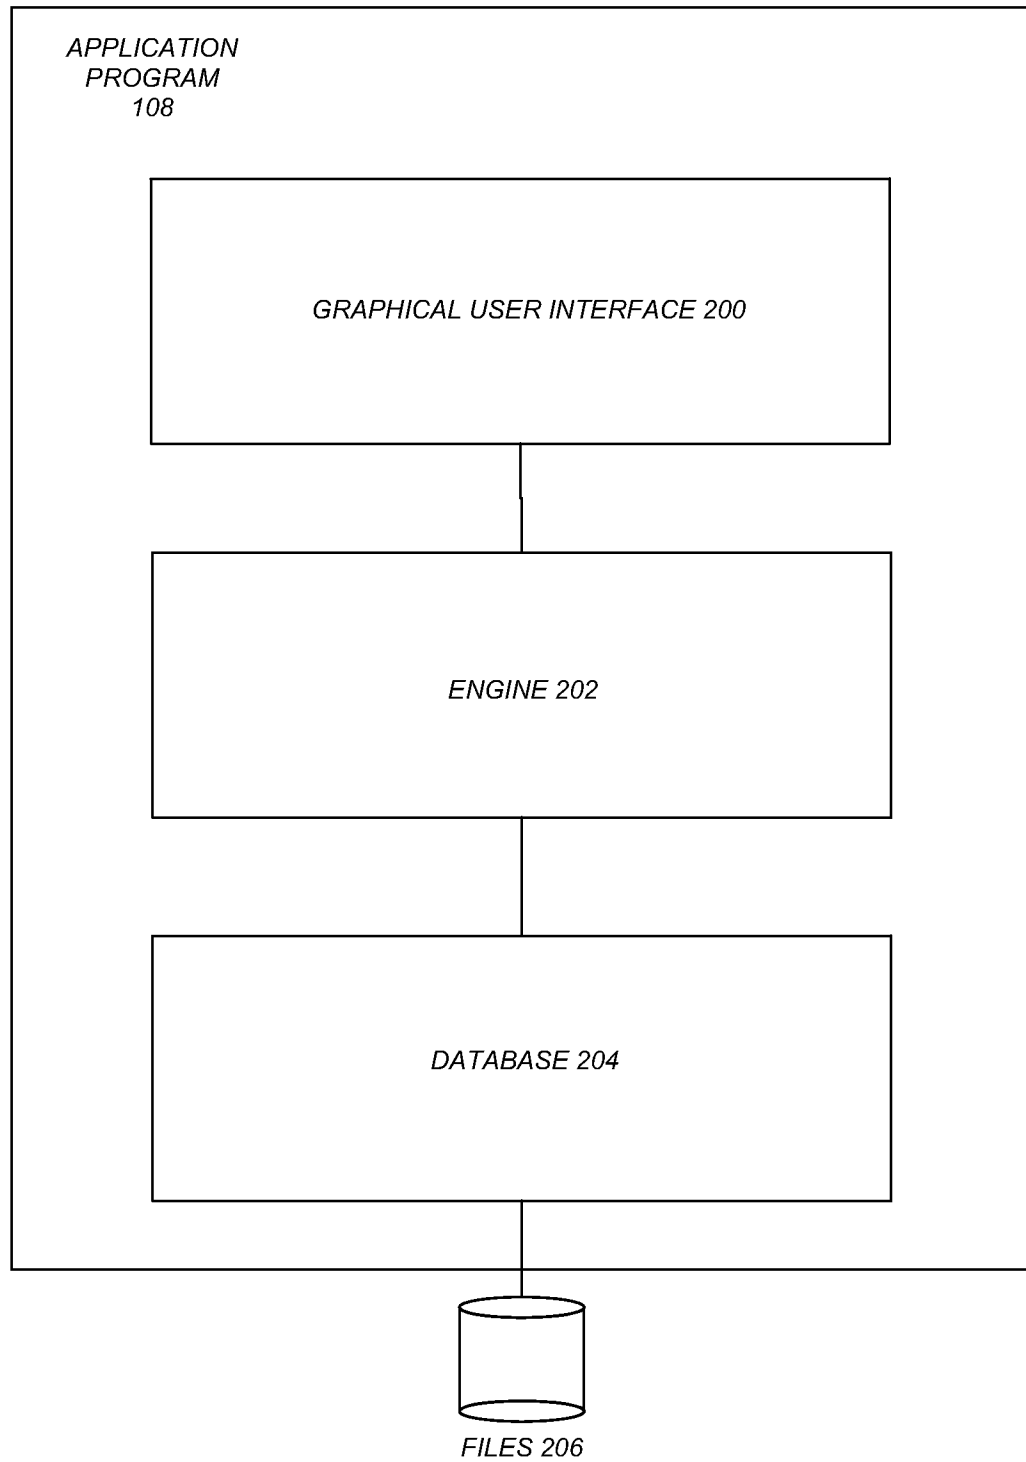 APPLICATION
PROGRAM
108
GRAPHICAL USER INTERFACE 200
ENGINE 202
DATABASE 204
FILES 206